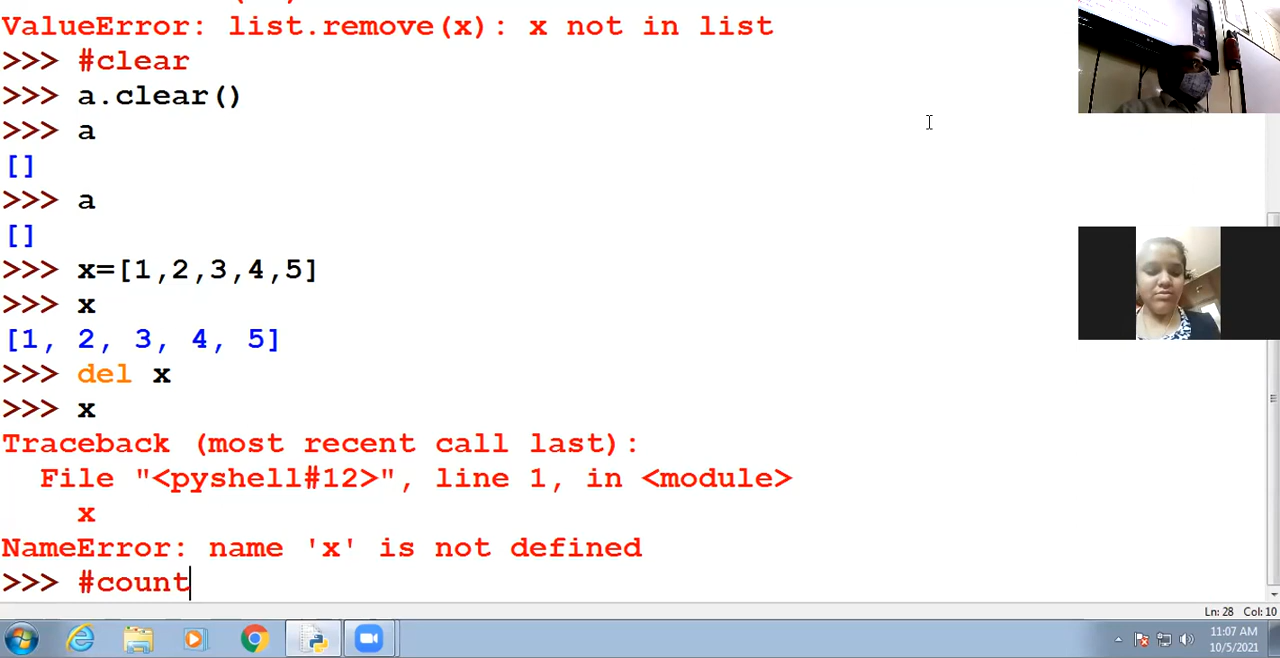 ValueError: list.remove(x): x not in list
>>> #clear
>>> a.clear()
>>> a
[]
>>> a
[]
>>> x=[1,2,3,4,5]
>>> x
[1, 2, 3, 4, 5]
>>> del x
>>> x
Traceback (most recent call last):
  File "<pyshell#12>", line 1, in <module>
    x
NameError: name 'x' is not defined
>>> #count
Ln: 28 Col: 10
11:07 AM
10/5/2021